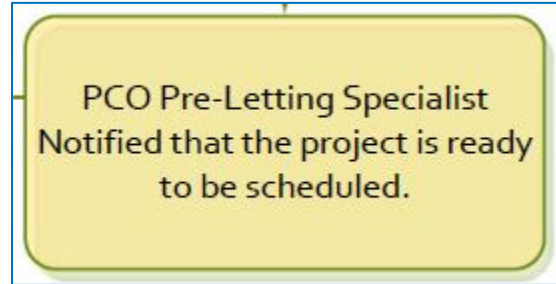 PCO Pre-Letting Specialist
Notified that the project is ready
to be scheduled.